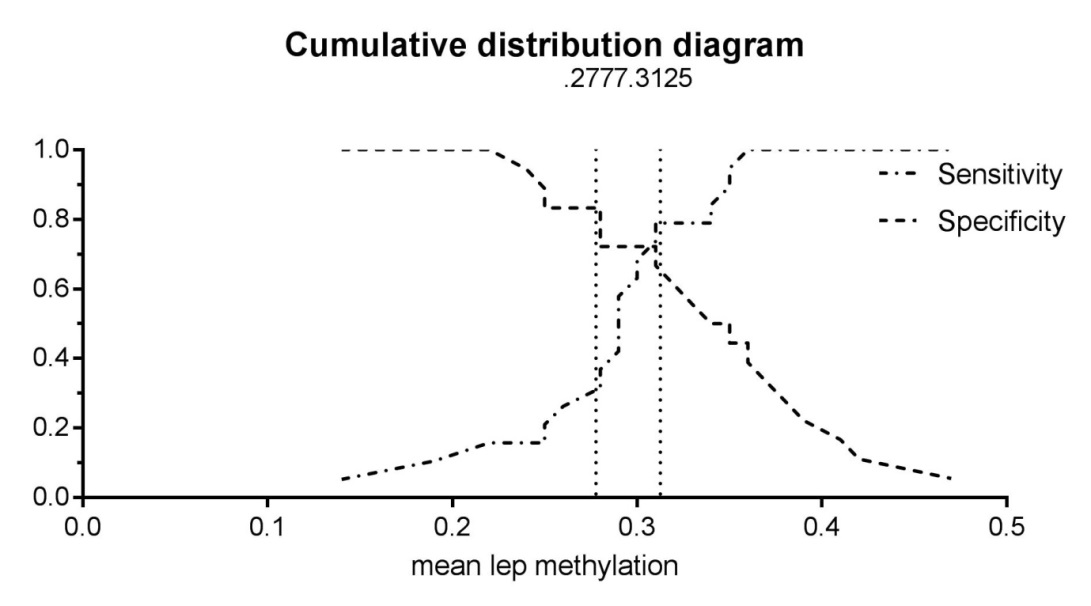 Cumulative distribution diagram
.2777.3125
1.0
0.8
0.6
0.4
0.2
0.0
Sensitivity
Specificity
0.0 0.1 0.2 0.3 0.4 0.5
mean lep methylation